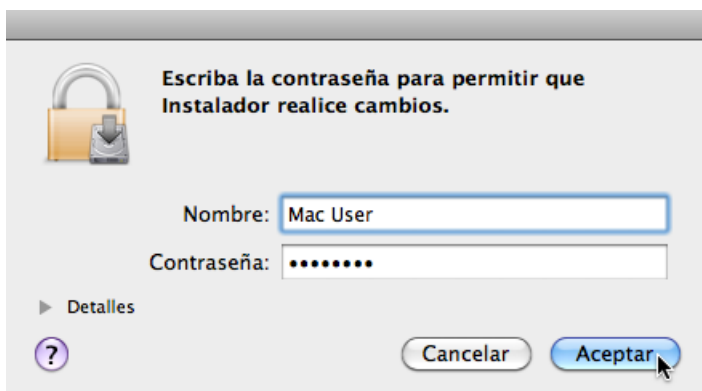 Escriba la contraseña para permitir que
Instalador realice cambios.
Nombre: Mac User
Contraseña: ••••••••
Detalles
? Cancelar Aceptar